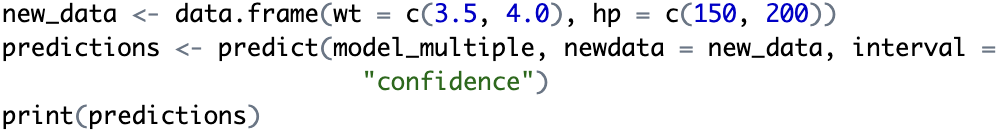 new_data <- data.frame(wt = c(3.5, 4.0), hp = c(150, 200))
predictions <- predict(model_multiple, newdata = new_data, interval =
"confidence")
print(predictions)